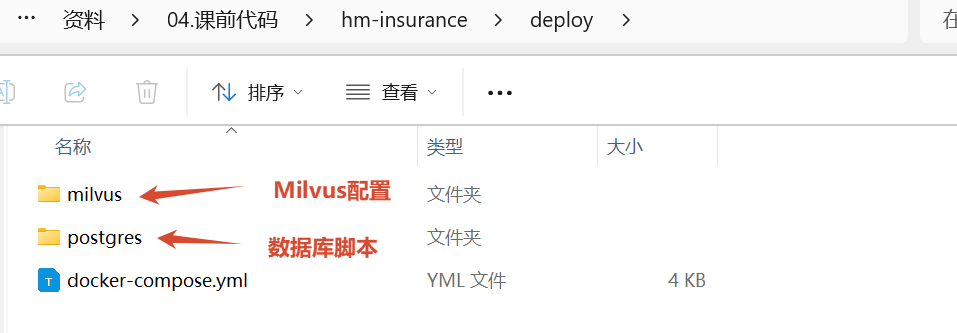 ··· 资料 > 04.课前代码 > hm-insurance > deploy > 在
排序 查看 ···
名称 类型 大小
milvus Milvus配置 文件夹
postgres 数据库脚本 文件夹
T docker-compose.yml YML 文件 4 KB